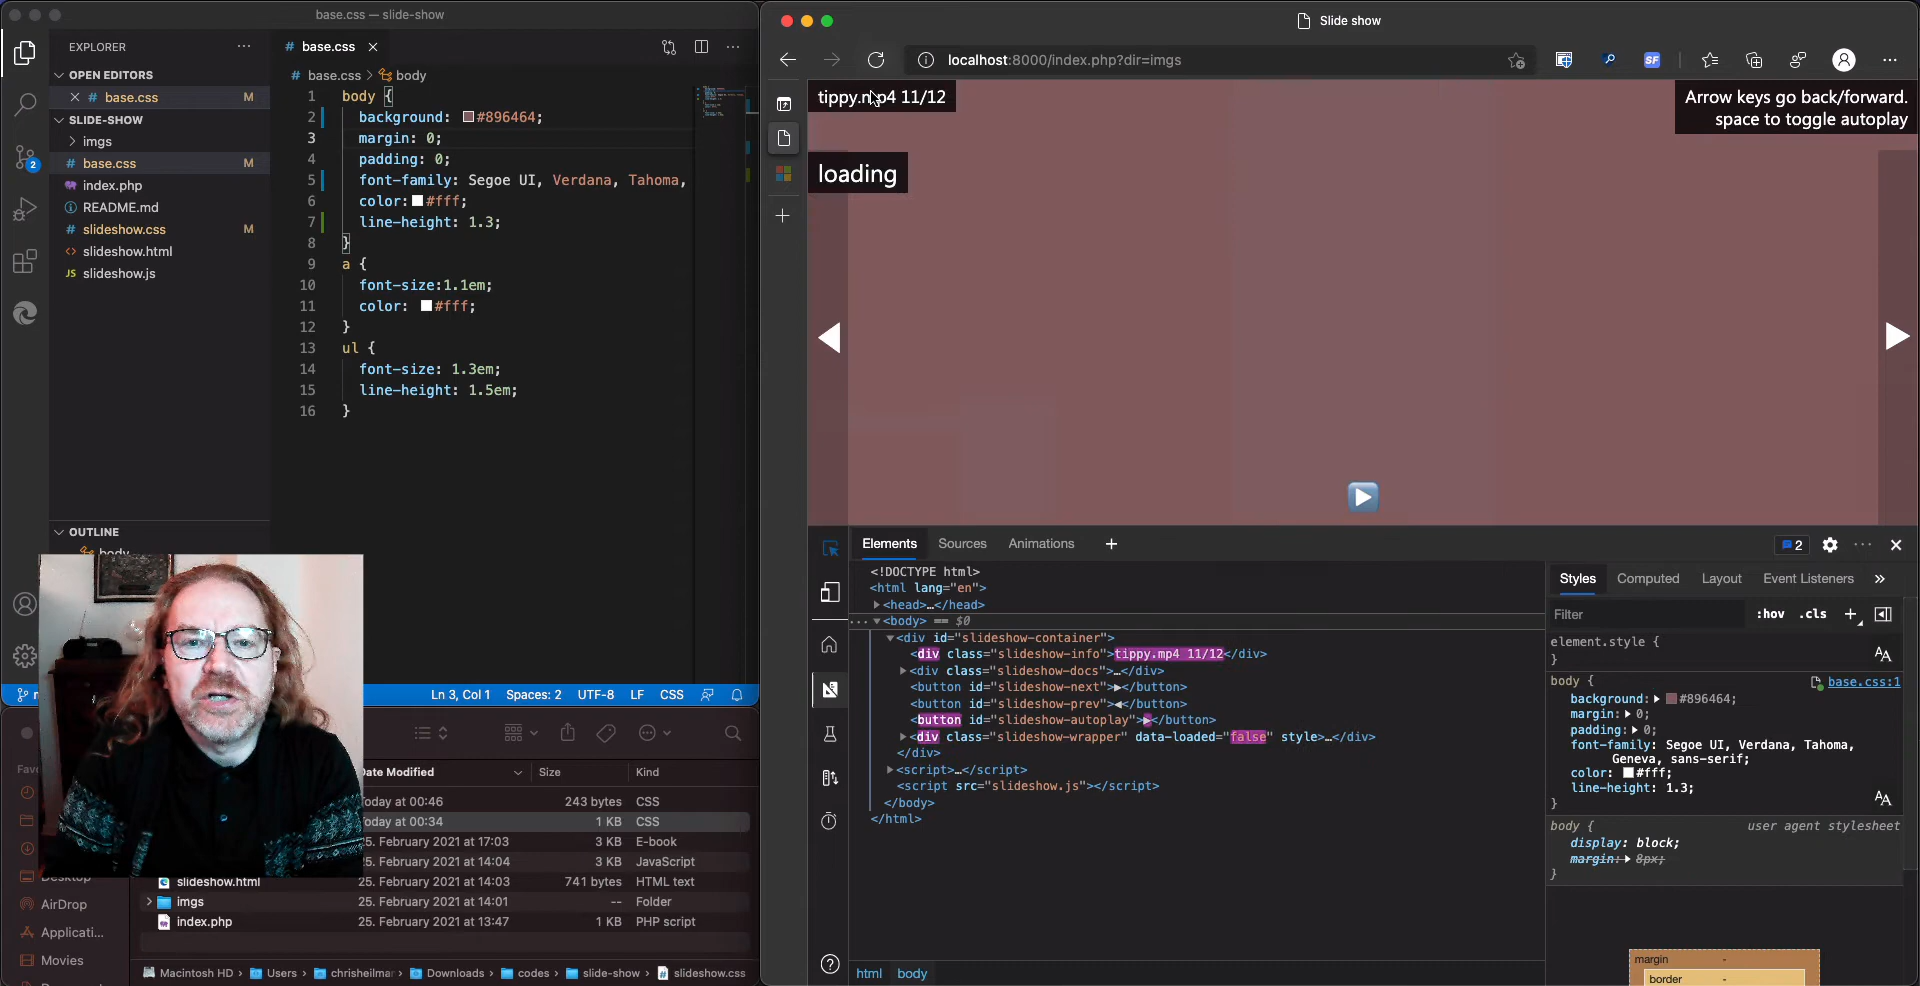 base.css — slide-show
EXPLORER
OPEN EDITORS
# base.css M
SLIDE-SHOW
imgs
# base.css M
index.php
README.md
# slideshow.css M
<> slideshow.html
JS slideshow.js
OUTLINE
body
2
# base.css
# base.css > body
1 body {
2 background: #896464;
3 margin: 0;
4 padding: 0;
5 font-family: Segoe UI, Verdana, Tahoma,
6 color: #fff;
7 line-height: 1.3;
8 }
9 a {
10 font-size:1.1em;
11 color: #fff;
12 }
13 ul {
14 font-size: 1.3em;
15 line-height: 1.5em;
16 }
Ln 3, Col 1 Spaces: 2 UTF-8 LF CSS
Date Modified Size Kind
Today at 00:46 243 bytes CSS
Today at 00:34 1 KB CSS
25. February 2021 at 17:03 3 KB E-book
25. February 2021 at 14:04 3 KB JavaScript
slideshow.html 25. February 2021 at 14:03 741 bytes HTML text
imgs 25. February 2021 at 14:01 -- Folder
index.php 25. February 2021 at 13:47 1 KB PHP script
Desktop
AirDrop
Applicati...
Movies
Macintosh HD > Users > chrisheilmar > Downloads > codes > slide-show > slideshow.css
Slide show
localhost:8000/index.php?dir=imgs
SF
tippy.mp4 11/12
Arrow keys go back/forward.
space to toggle autoplay
loading
Elements Sources Animations
2
<!DOCTYPE html>
<html lang="en">
<head>…</head>
<body> == $0
<div id="slideshow-container">
<div class="slideshow-info">tippy.mp4 11/12</div>
<div class="slideshow-docs">…</div>
<button id="slideshow-next">▶</button>
<button id="slideshow-prev">◀</button>
<button id="slideshow-autoplay">▶</button>
<div class="slideshow-wrapper" data-loaded="false" style>…</div>
</div>
<script>…</script>
<script src="slideshow.js"></script>
</body>
</html>
html body
Styles Computed Layout Event Listeners
Filter :hov .cls
element.style {
}
body { base.css:1
background: #896464;
margin: 0;
padding: 0;
font-family: Segoe UI, Verdana, Tahoma,
Geneva, sans-serif;
color: #fff;
line-height: 1.3;
}
body { user agent stylesheet
display: block;
margin: 8px;
}
margin -
border -